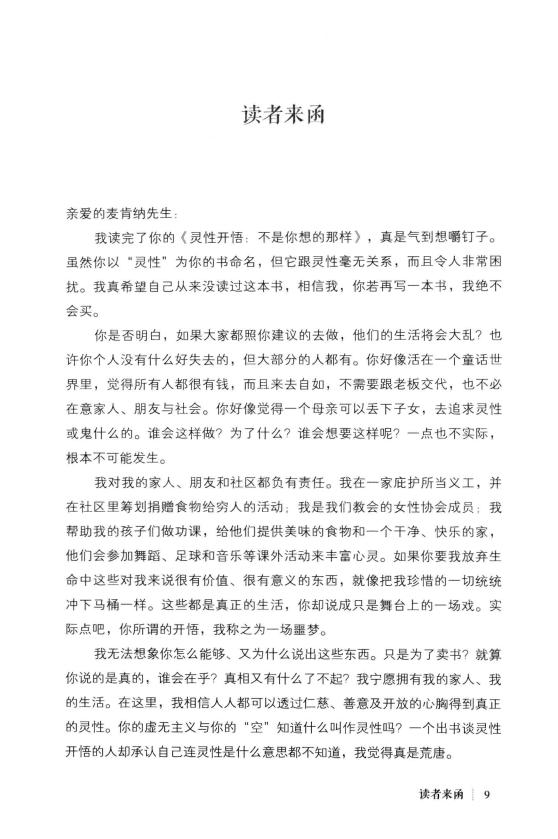 读者来函
亲爱的麦肯纳先生：
我读完了你的《灵性开悟：不是你想的那样》，真是气到想嚼钉子。
虽然你以“灵性”为你的书命名，但它跟灵性毫无关系，而且令人非常困
扰。我真希望自己从来没读过这本书，相信我，你若再写一本书，我绝不
会买。
你是否明白，如果大家都照你建议的去做，他们的生活将会大乱？也
许你个人没有什么好失去的，但大部分的人都有。你好像活在一个童话世
界里，觉得所有人都很有钱，而且来去自如，不需要跟老板交代，也不必
在意家人、朋友与社会。你好像觉得一个母亲可以丢下子女，去追求灵性
或鬼什么的。谁会这样做？为了什么？谁会想要这样呢？一点也不实际，
根本不可能发生。
我对我的家人、朋友和社区都负有责任。我在一家庇护所当义工，并
在社区里筹划捐赠食物给穷人的活动；我是我们教会的女性协会成员；我
帮助我的孩子们做功课，给他们提供美味的食物和一个干净、快乐的家，
他们会参加舞蹈、足球和音乐等课外活动来丰富心灵。如果你要我放弃生
命中这些对我来说很有价值、很有意义的东西，就像把我珍惜的一切统统
冲下马桶一样。这些都是真正的生活，你却说成只是舞台上的一场戏。实
际点吧，你所谓的开悟，我称之为一场噩梦。
我无法想象你怎么能够、又为什么说出这些东西。只是为了卖书？就算
你说的是真的，谁会在乎？真相又有什么了不起？我宁愿拥有我的家人、我
的生活。在这里，我相信人人都可以透过仁慈、善意及开放的心胸得到真正
的灵性。你的虚无主义与你的“空”知道什么叫作灵性吗？一个出书谈灵性
开悟的人却承认自己连灵性是什么意思都不知道，我觉得真是荒唐。
读者来函 9